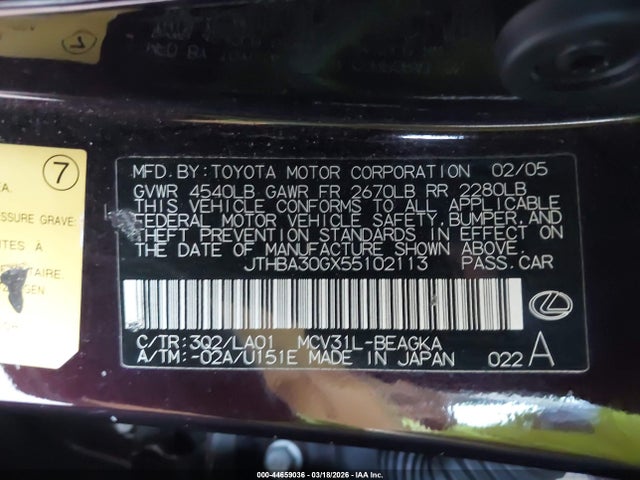 7
EA.
ESSURE GRAVE:
MFD. BY: TOYOTA MOTOR CORPORATION 02/05
GVWR 4540LB GAWR FR 2670LB RR 2280LB
THIS VEHICLE CONFORMS TO ALL APPLICABLE
FEDERAL MOTOR VEHICLE SAFETY, BUMPER, AND
THEFT PREVENTION STANDARDS IN EFFECT ON
THE DATE OF MANUFACTURE SHOWN ABOVE.
JTHBA30GX55102113 PASS. CAR
C/TR: 3Q2/LA01 MCV31L-BEAGKA
A/TM: -02A/U151E MADE IN JAPAN 022 A
000-44659036 - 03/18/2026 - IAA Inc.